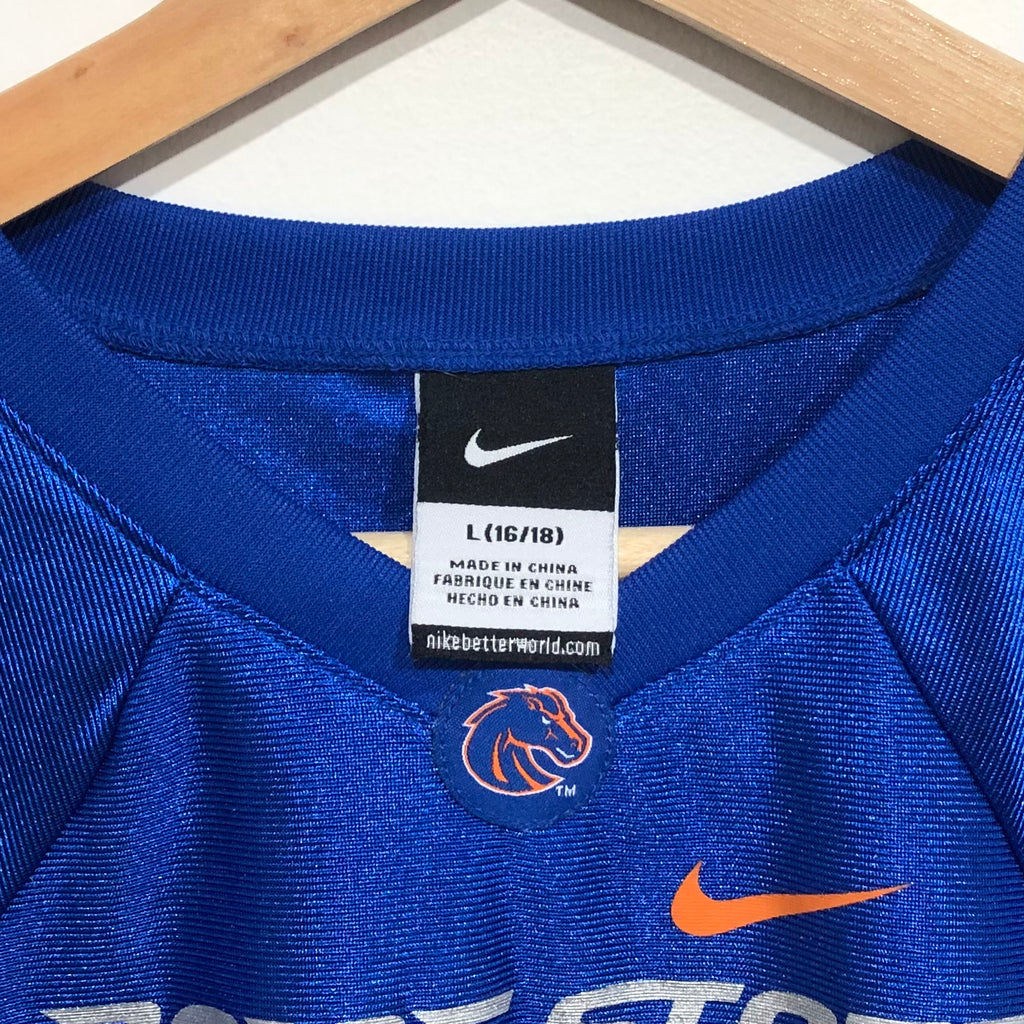 L (16/18)
MADE IN CHINA
FABRIQUE EN CHINE
HECHO EN CHINA
nikebetterworld.com
TM